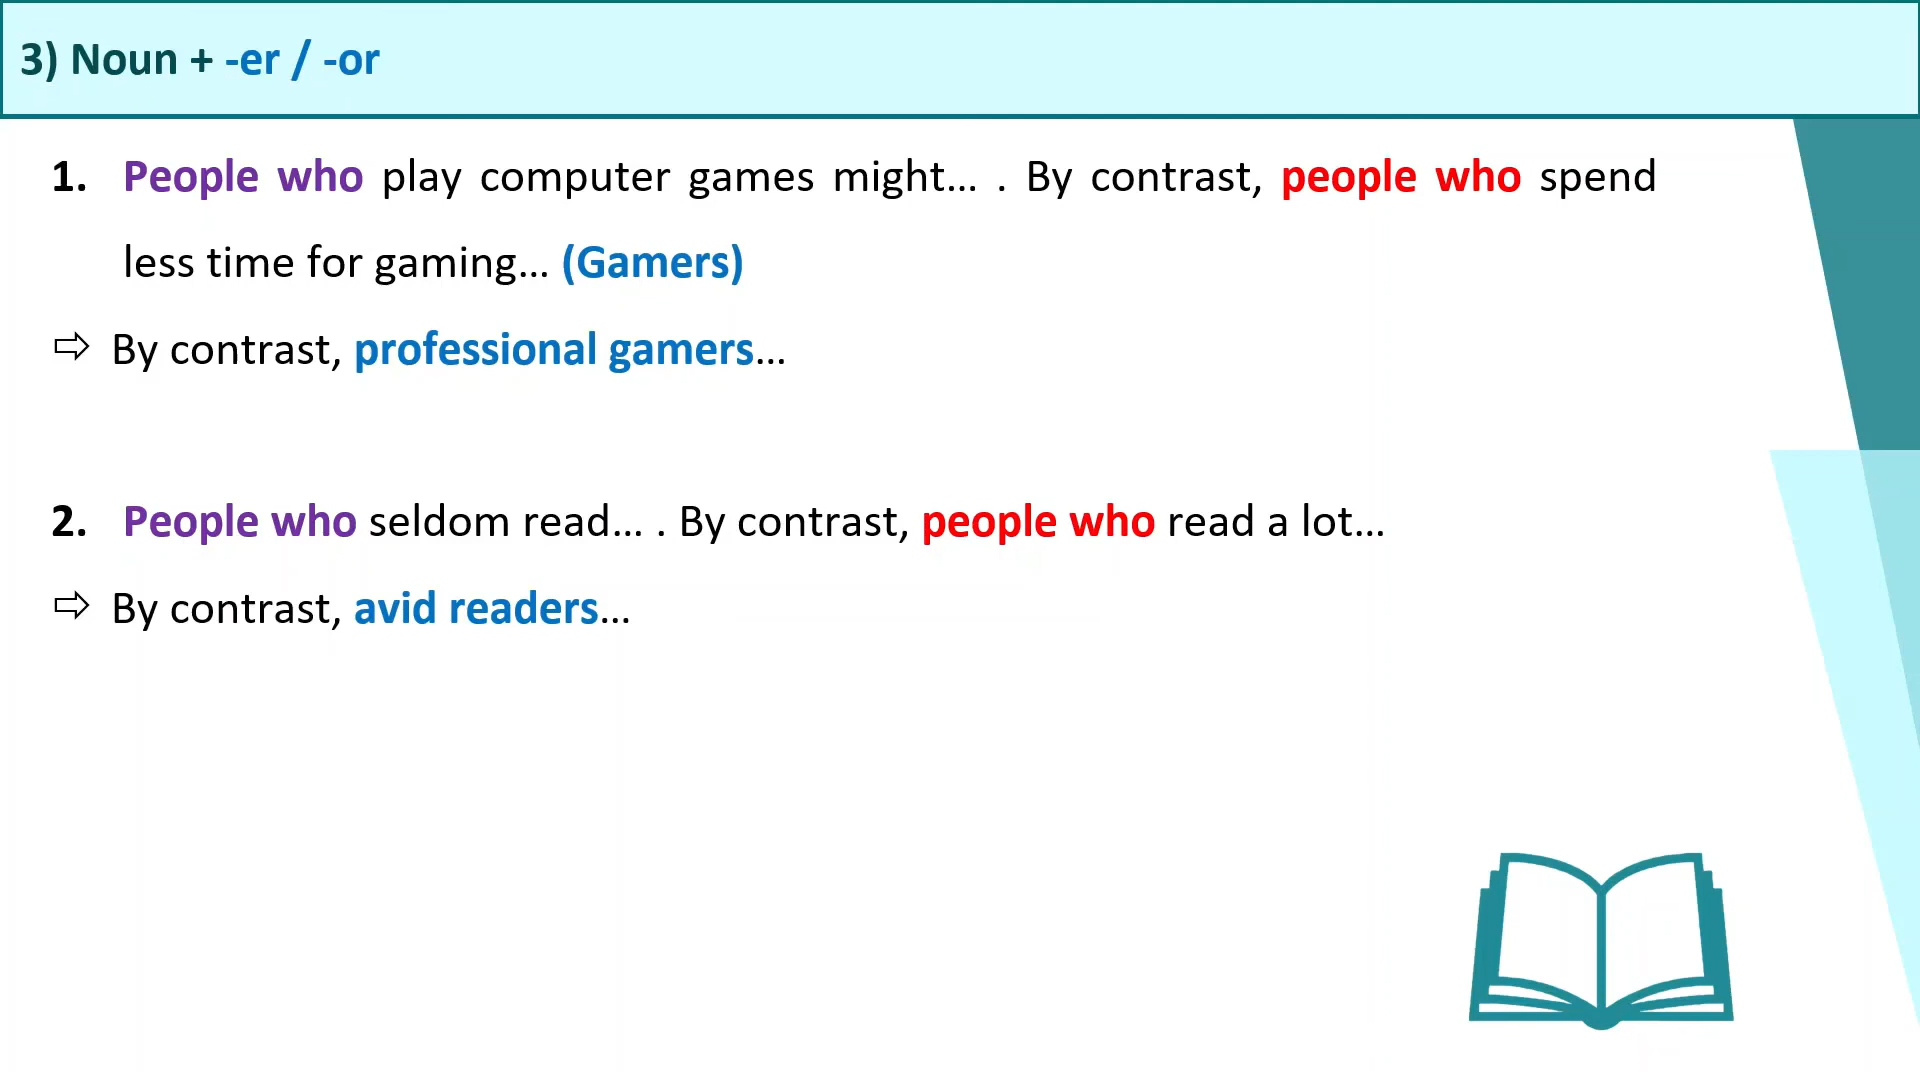 3) Noun + -er / -or
1. People who play computer games might... . By contrast, people who spend
less time for gaming... (Gamers)
⇨ By contrast, professional gamers...
2. People who seldom read... . By contrast, people who read a lot...
⇨ By contrast, avid readers...